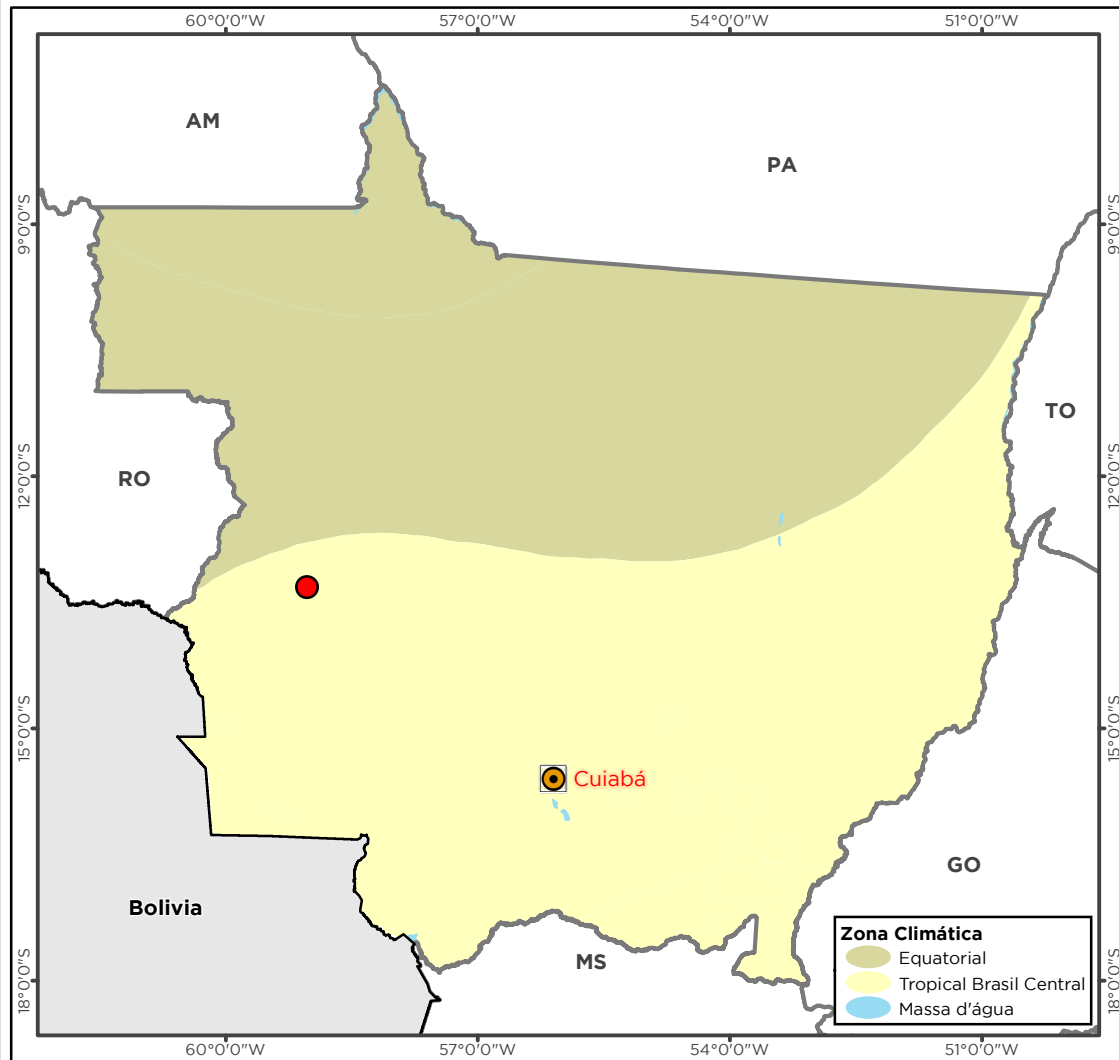 60°0'0"W 57°0'0"W 54°0'0"W 51°0'0"W
AM
PA
9°0'0"S 9°0'0"S
TO
RO
12°0'0"S 12°0'0"S
15°0'0"S 15°0'0"S
Cuiabá
GO
Bolivia
MS
Zona Climática
Equatorial
Tropical Brasil Central
Massa d'água
18°0'0"S 18°0'0"S
60°0'0"W 57°0'0"W 54°0'0"W 51°0'0"W